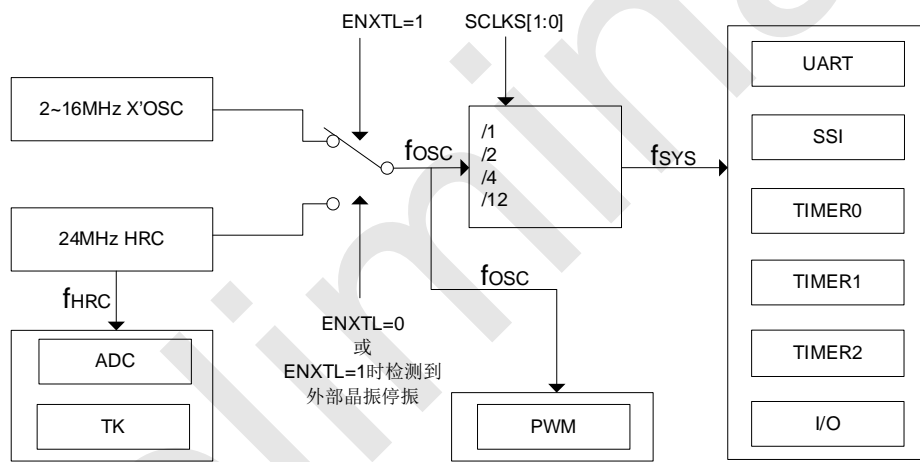 ENXTL=1
SCLKS[1:0]
2~16MHz X'OSC
24MHz HRC
fHRC
ADC
TK
fOSC
/1
/2
/4
/12
fSYS
fOSC
ENXTL=0
或
ENXTL=1时检测到
外部晶振停振
PWM
UART
SSI
TIMER0
TIMER1
TIMER2
I/O